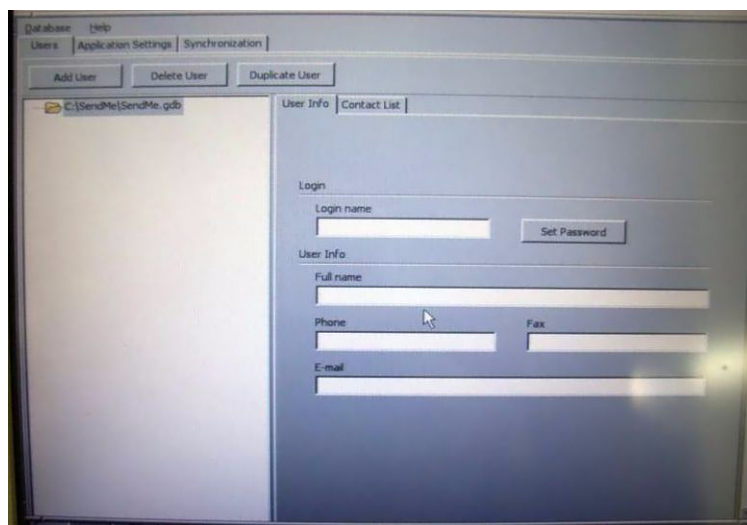 Database Help
Users Application Settings Synchronization
Add User Delete User Duplicate User
C:\SendMe\SendMe.gdb
User Info Contact List
Login
Login name
Set Password
User Info
Full name
Phone Fax
E-mail